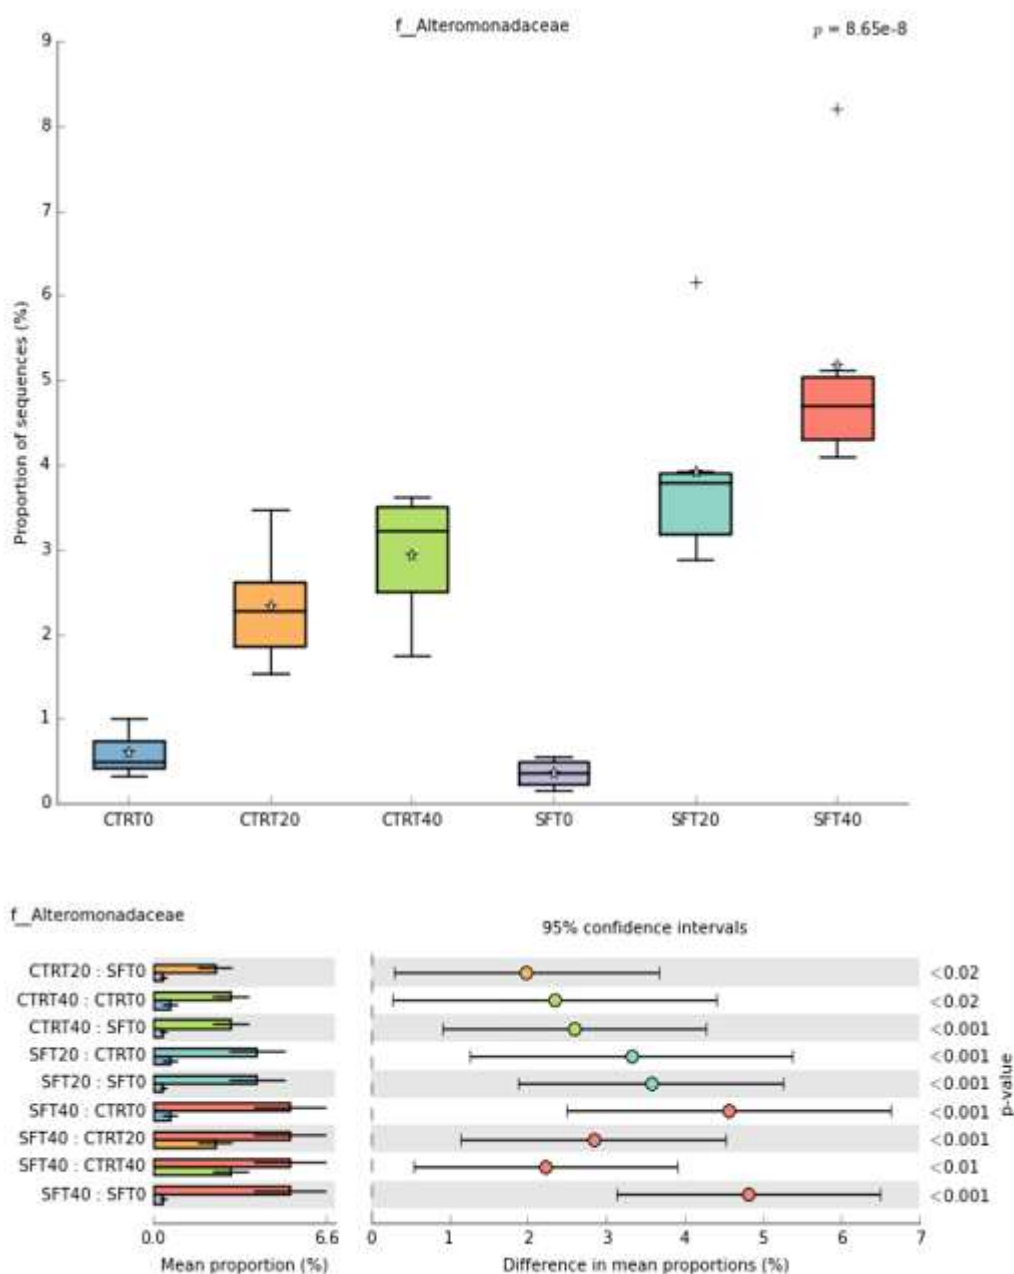 f__Alteromonadaceae
p = 8.65e-8
9
8
7
6
5
4
3
2
1
0
Proportion of sequences (%)
CTRT0 CTRT20 CTRT40 SFT0 SFT20 SFT40
f__Alteromonadaceae
95% confidence intervals
CTRT20 : SFT0 <0.02
CTRT40 : CTRT0 <0.02
CTRT40 : SFT0 <0.001
SFT20 : CTRT0 <0.001
SFT20 : SFT0 <0.001
SFT40 : CTRT0 <0.001
SFT40 : CTRT20 <0.001
SFT40 : CTRT40 <0.01
SFT40 : SFT0 <0.001
p-value
0.0 6.6 0 1 2 3 4 5 6 7
Mean proportion (%) Difference in mean proportions (%)